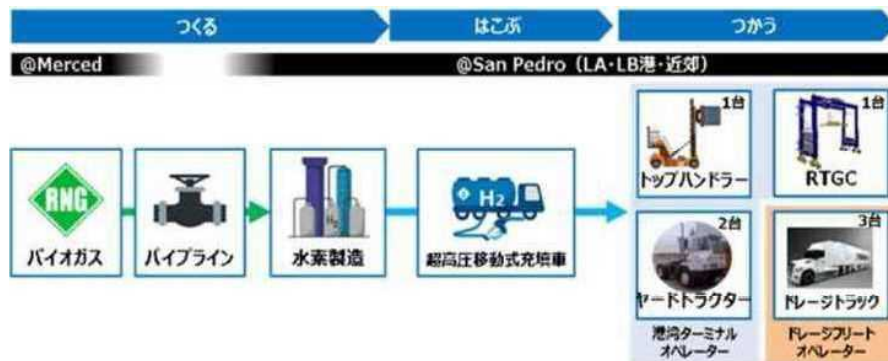 つくる
はこぶ
つかう
@Merced
@San Pedro（LA・LB港・近郊）
RNG
バイオガス
パイプライン
H₂
水素製造
H₂
超高圧移動式充填車
1台
トップハンドラー
1台
RTGC
2台
ヤードトラクター
3台
ドレージトラック
港湾ターミナル
オペレーター
ドレージフリート
オペレーター